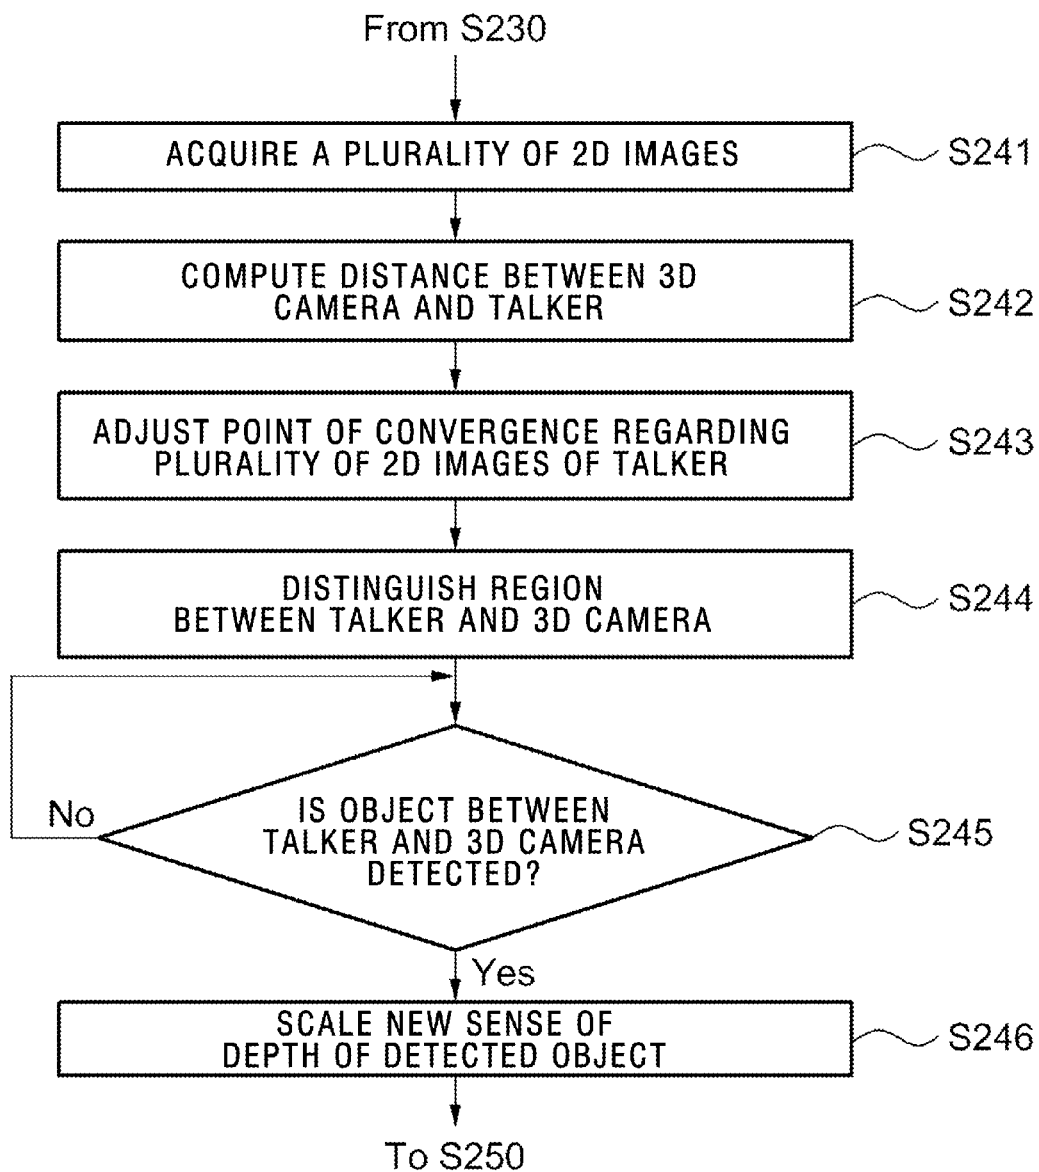 From S230
ACQUIRE A PLURALITY OF 2D IMAGES
S241
COMPUTE DISTANCE BETWEEN 3D
CAMERA AND TALKER
S242
ADJUST POINT OF CONVERGENCE REGARDING
PLURALITY OF 2D IMAGES OF TALKER
S243
DISTINGUISH REGION
BETWEEN TALKER AND 3D CAMERA
S244
No
IS OBJECT BETWEEN
TALKER AND 3D CAMERA
DETECTED?
S245
Yes
SCALE NEW SENSE OF
DEPTH OF DETECTED OBJECT
S246
To S250